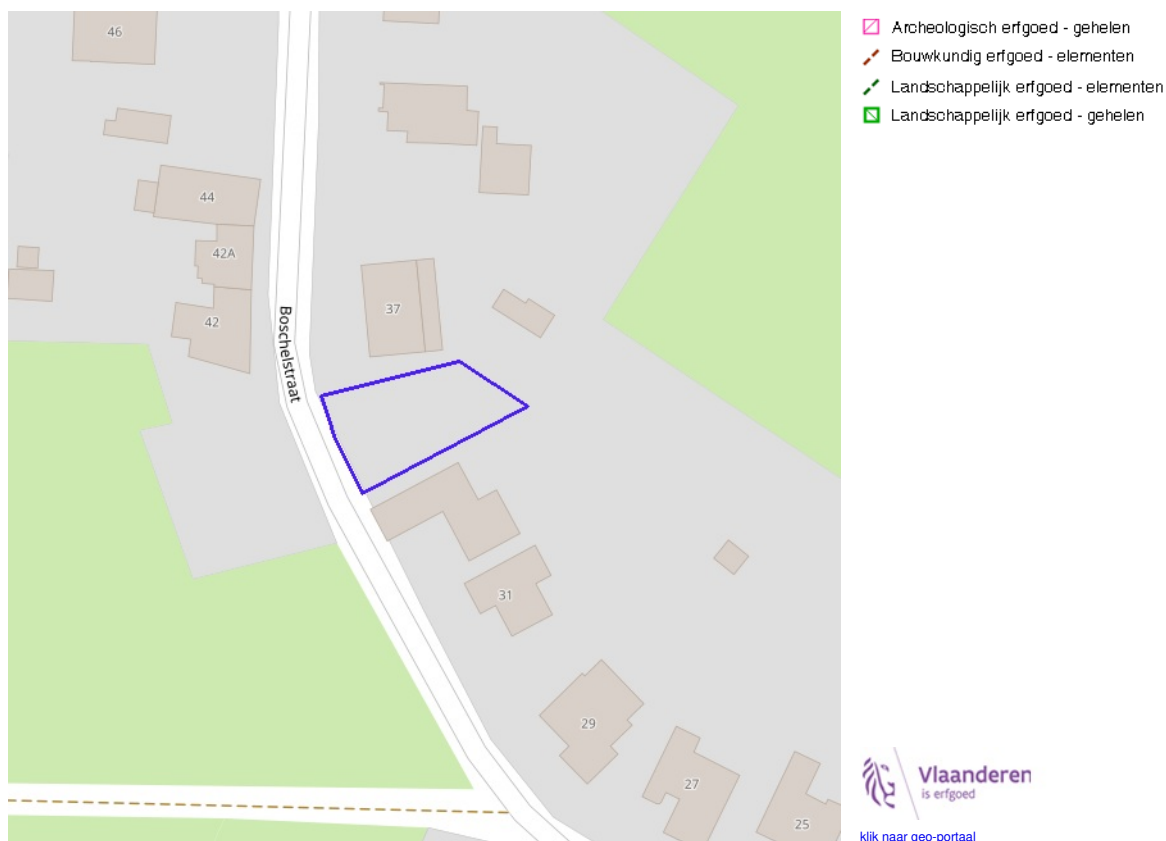 46
44
42A
42
37
Boschelstraat
31
29
27
25
Archeologisch erfgoed - gehelen
Bouwkundig erfgoed - elementen
Landschappelijk erfgoed - elementen
Landschappelijk erfgoed - gehelen
Vlaanderen
is erfgoed
klik naar geo-portaal